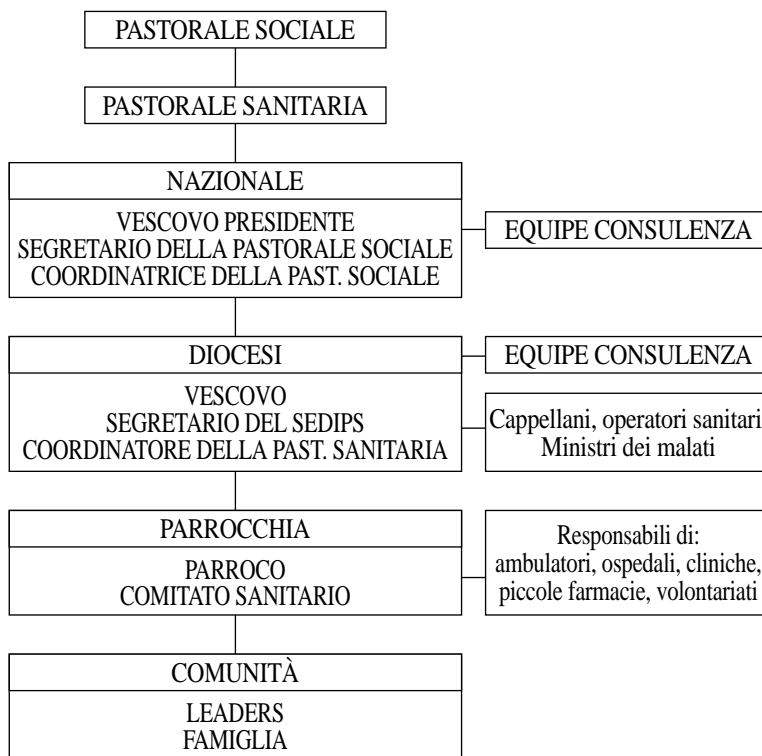 PASTORALE SOCIALE
PASTORALE SANITARIA
NAZIONALE
VESCOVO PRESIDENTE
SEGRETARIO DELLA PASTORALE SOCIALE
COORDINATRICE DELLA PAST. SOCIALE
EQUIPE CONSULENZA
DIOCESI
EQUIPE CONSULENZA
VESCOVO
SEGRETARIO DEL SEDIPS
COORDINATORE DELLA PAST. SANITARIA
Cappellani, operatori sanitari
Ministri dei malati
PARROCCHIA
PARROCO
COMITATO SANITARIO
Responsabili di:
ambulatori, ospedali, cliniche,
piccole farmacie, volontariati
COMUNITÀ
LEADERS
FAMIGLIA